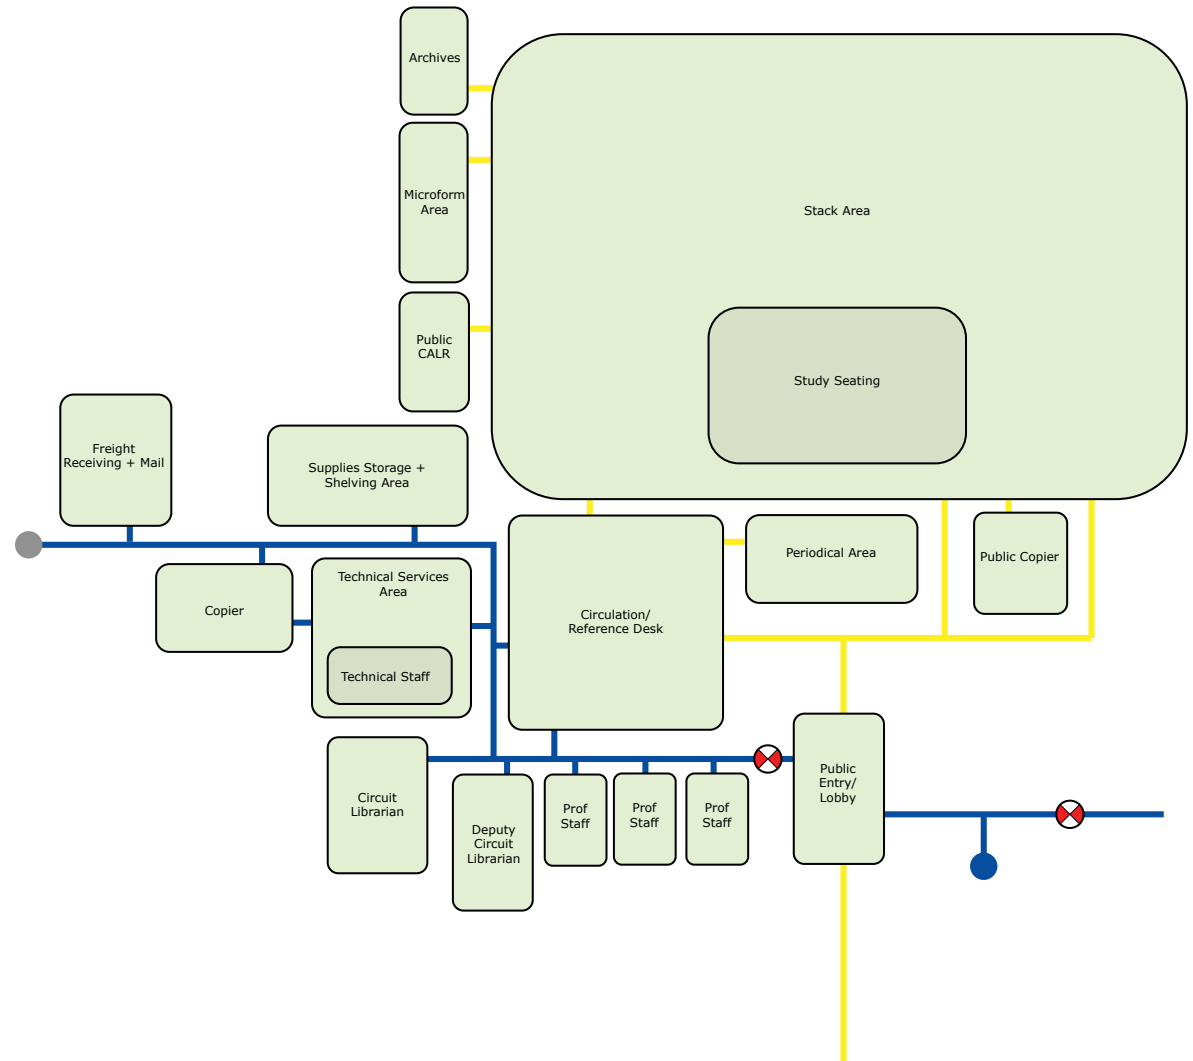 Archives
Microform
Area
Stack Area
Public
CALR
Study Seating
Freight
Receiving + Mail
Supplies Storage +
Shelving Area
Periodical Area
Public Copier
Technical Services
Area
Copier
Circulation/
Reference Desk
Technical Staff
Public
Entry/
Lobby
Circuit
Librarian
Deputy
Circuit
Librarian
Prof
Staff
Prof
Staff
Prof
Staff